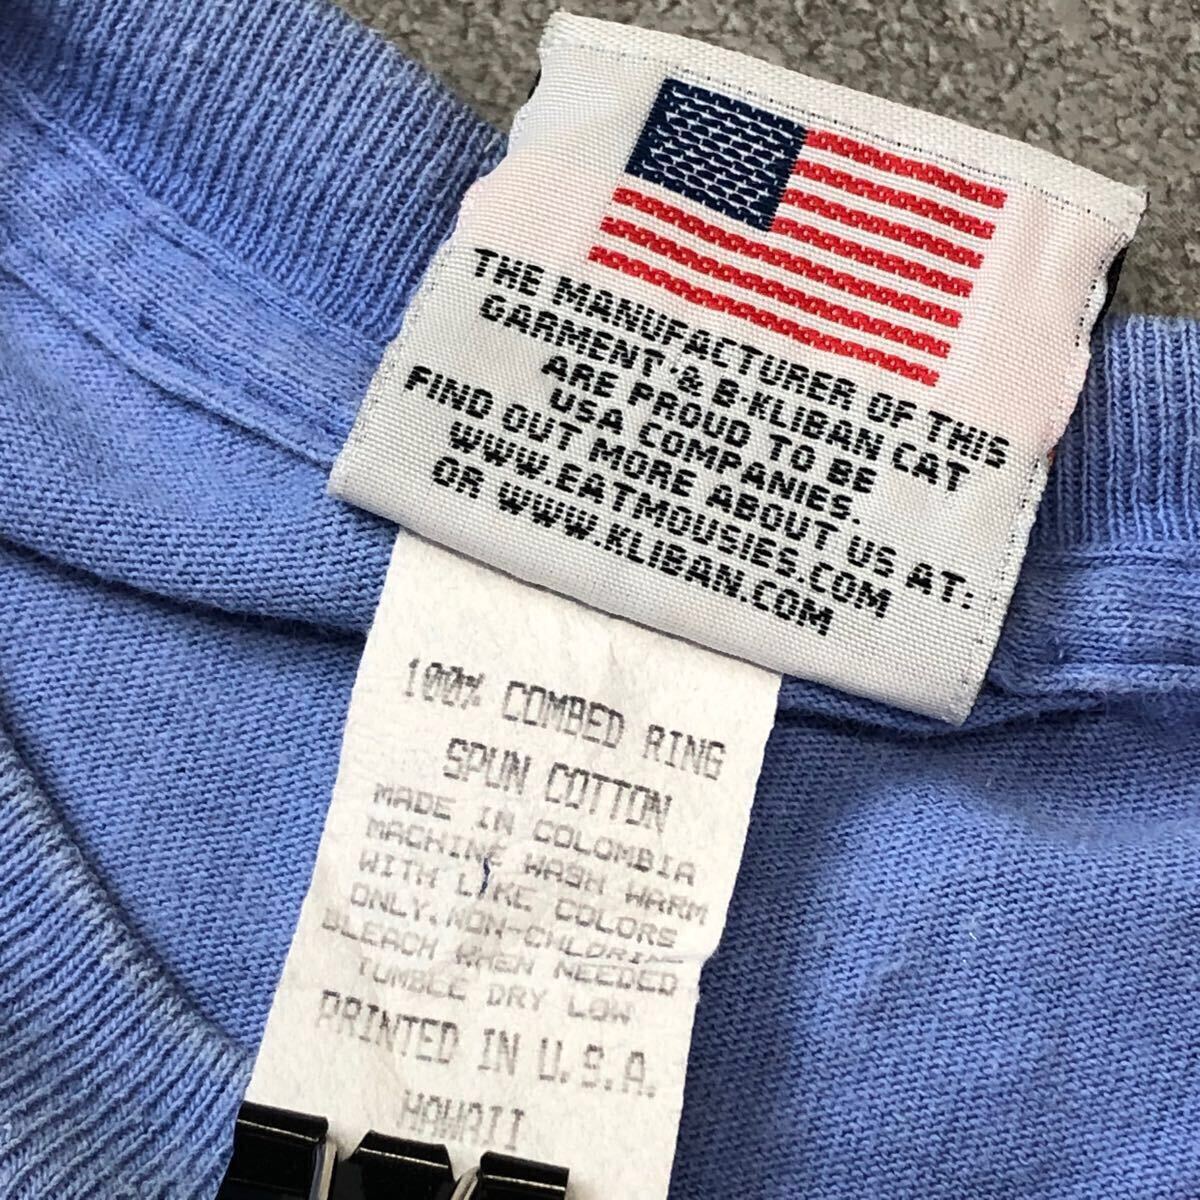 THE MANUFACTURER OF THIS
GARMENT & B-KLIBAN CAT
ARE PROUD TO BE
USA COMPANIES.
FIND OUT MORE ABOUT US AT:
WWW.EATMOUSIES.COM
OR WWW.KLIBAN.COM
100% COMBED RING
SPUN COTTON
MADE IN COLOMBIA
MACHINE WASH WARM
WITH LIKE COLORS
ONLY. NON-CHLORIN
BLEACH WHEN NEEDED
TUMBLE DRY LOW
PRINTED IN U.S.A.
HAWAII